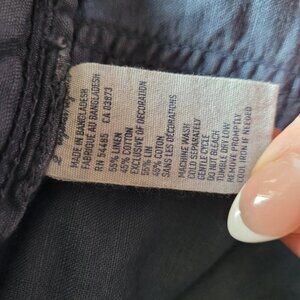 MADE IN BANGLADESH
FABRIQUÉ AU BANGLADESH
RN 54485 CA 03873
55% LINEN
45% COTTON
EXCLUSIVE OF DECORATION
55% LIN
45% COTON
SANS LES DECORATIONS
MACHINE WASH
COLD SEPARATELY
GENTLE CYCLE
DO NOT BLEACH
TUMBLE DRY LOW
REMOVE PROMPTLY
COOL IRON IF NEEDED